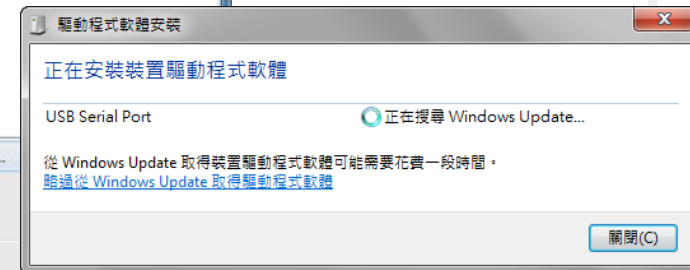 驅動程式軟體安裝
正在安裝裝置驅動程式軟體
USB Serial Port 正在搜尋 Windows Update...
從 Windows Update 取得裝置驅動程式軟體可能需要花費一段時間。
略過從 Windows Update 取得驅動程式軟體
關閉(C)